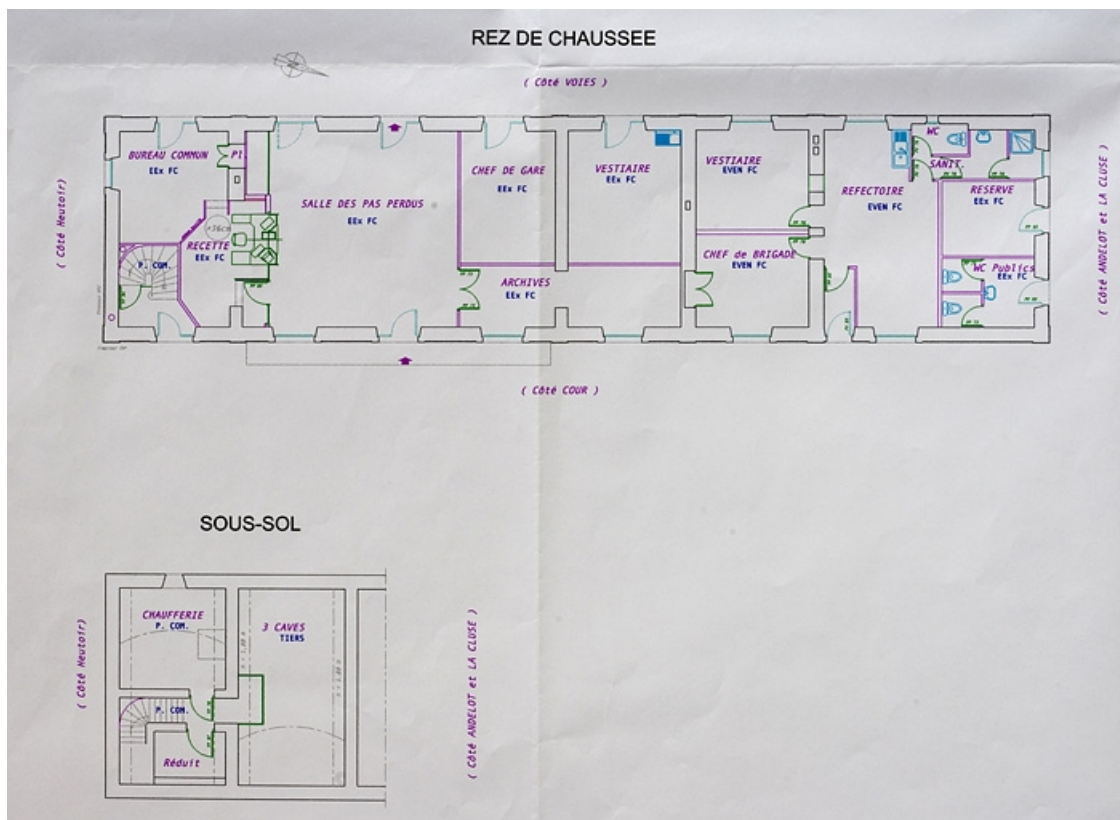 REZ DE CHAUSSEE
( Côté VOIES )
BUREAU COMMUN
EEx FC
Pl.
CHEF DE GARE
EEx FC
VESTIAIRE
EEx FC
VESTIAIRE
EVEN FC
WC
SANIT.
REFECTOIRE
EVEN FC
RESERVE
EEx FC
SALLE DES PAS PERDUS
EEx FC
RECETTE
EEx FC
P. COM.
ARCHIVES
EEx FC
CHEF de BRIGADE
EVEN FC
WC Publics
EEx FC
( Côté Heutoir)
( Côté ANDELOT et LA CLUSE )
( Côté COUR )
SOUS-SOL
CHAUFFERIE
P. COM.
3 CAVES
TIERS
P. COM.
Réduit
( Côté Heutoir)
( Côté ANDELOT et LA CLUSE )